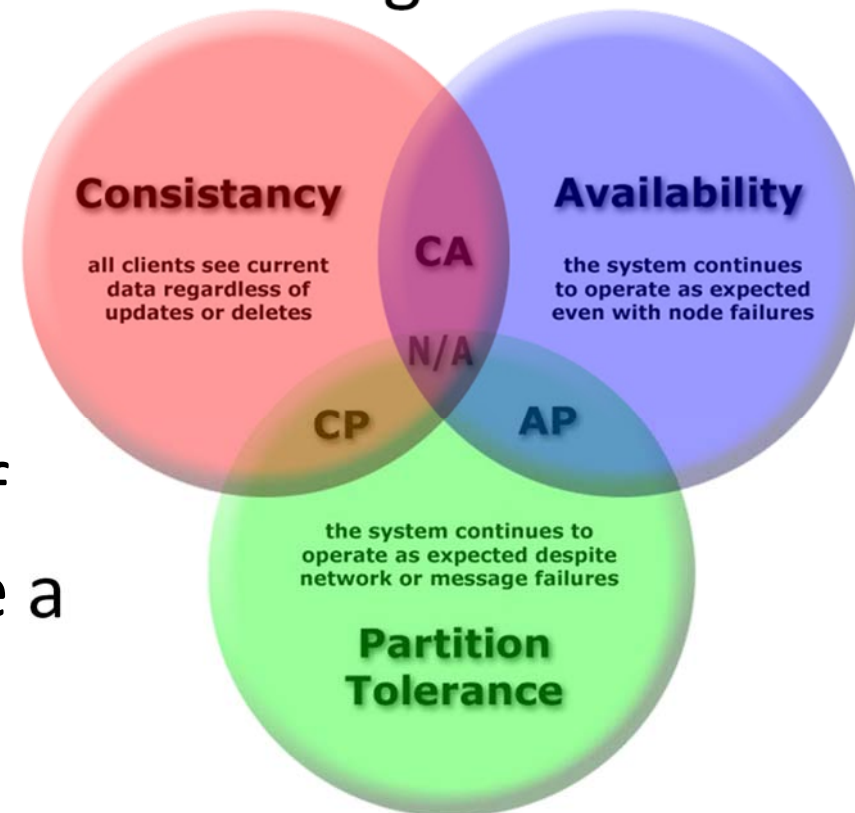 Consistancy
all clients see current
data regardless of
updates or deletes
Availability
the system continues
to operate as expected
even with node failures
CA
N/A
CP
AP
the system continues to
operate as expected despite
network or message failures
Partition
Tolerance
a